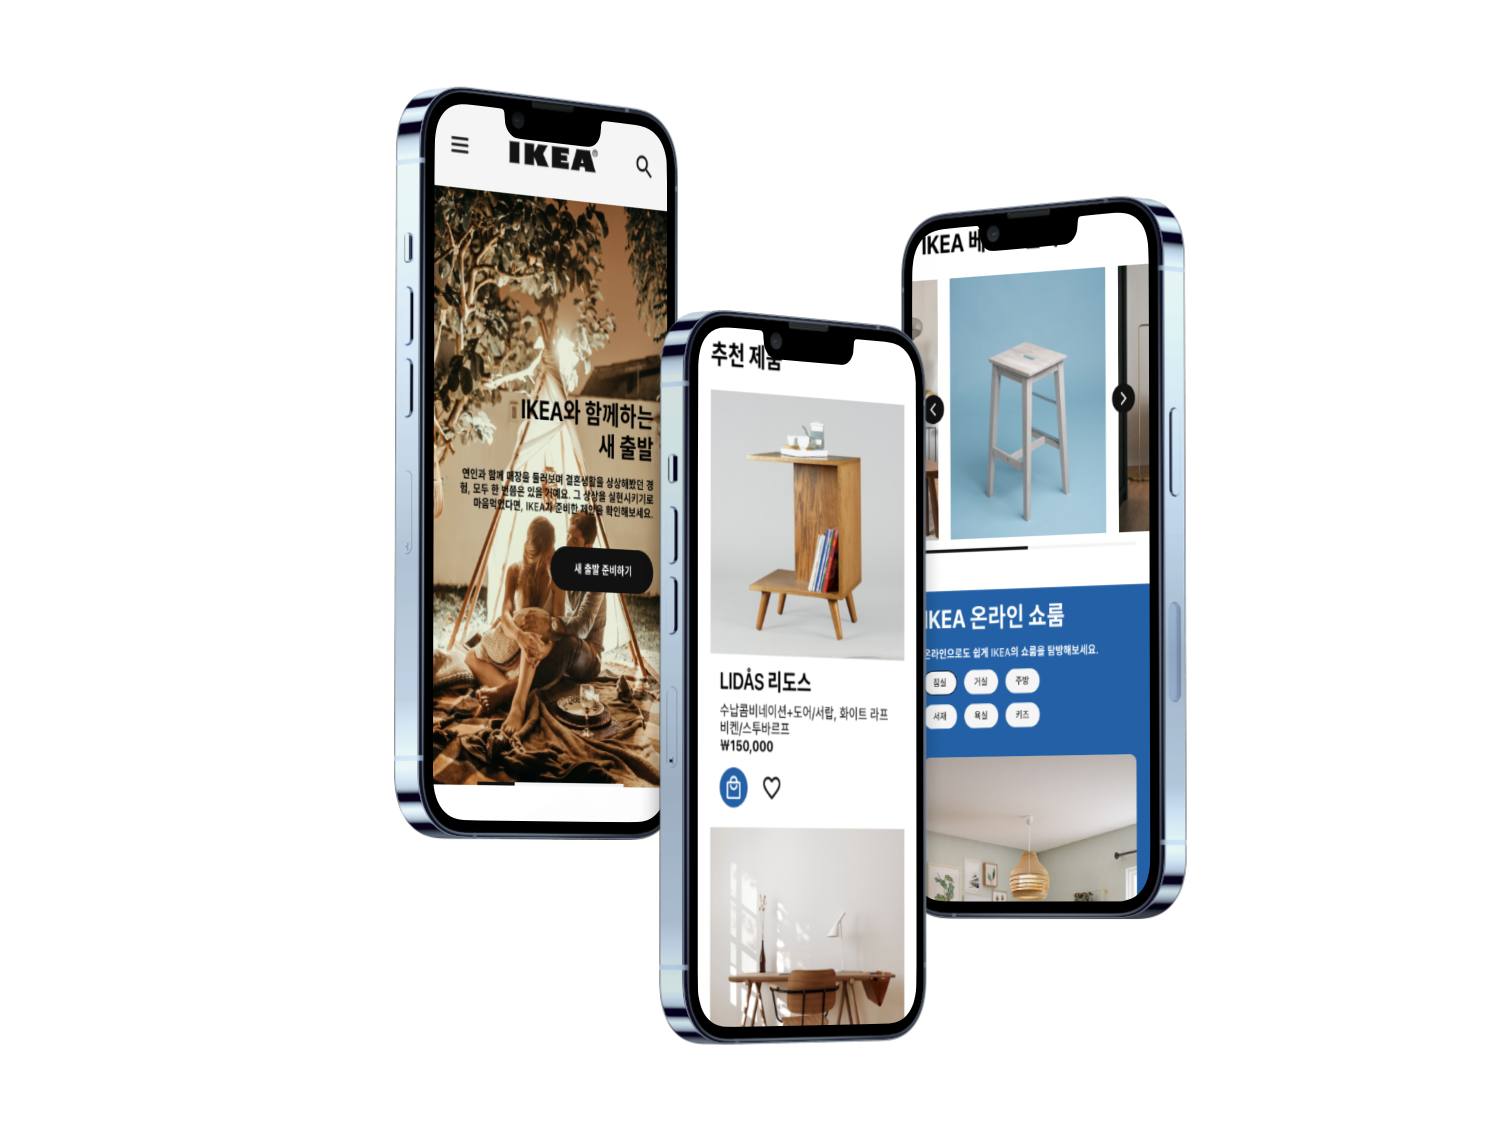 IKEA
IKEA와 함께하는
새 출발
연인과 함께 매장을 둘러보며 결혼생활을 상상해봤던 경
험, 모두 한 번쯤은 있을 거예요. 그 상상을 실현시키기로
마음먹었다면, IKEA가 준비한 제안을 확인해보세요.
새 출발 준비하기
추천 제품
LIDÅS 리도스
수납콤비네이션+도어/서랍, 화이트 라프
비켄/스투바르프
₩150,000
IKEA 베
IKEA 온라인 쇼룸
온라인으로도 쉽게 IKEA의 쇼룸을 탐방해보세요.
침실 거실 주방
서재 욕실 키즈